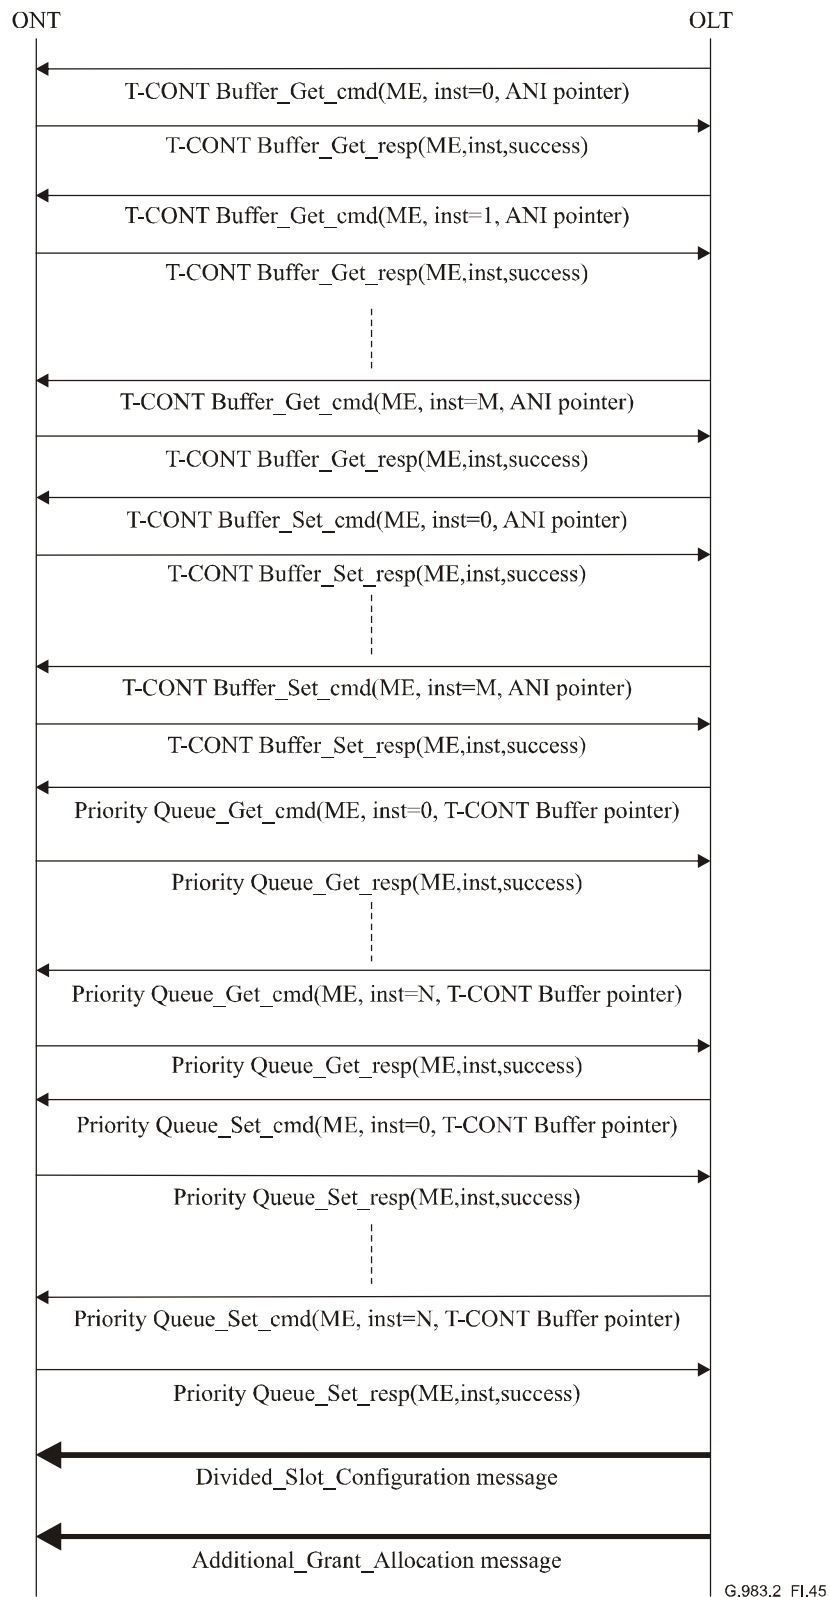 ONT OLT
T-CONT Buffer_Get_cmd(ME, inst=0, ANI pointer)
T-CONT Buffer_Get_resp(ME,inst,success)
T-CONT Buffer_Get_cmd(ME, inst=1, ANI pointer)
T-CONT Buffer_Get_resp(ME,inst,success)
T-CONT Buffer_Get_cmd(ME, inst=M, ANI pointer)
T-CONT Buffer_Get_resp(ME,inst,success)
T-CONT Buffer_Set_cmd(ME, inst=0, ANI pointer)
T-CONT Buffer_Set_resp(ME,inst,success)
T-CONT Buffer_Set_cmd(ME, inst=M, ANI pointer)
T-CONT Buffer_Set_resp(ME,inst,success)
Priority Queue_Get_cmd(ME, inst=0, T-CONT Buffer pointer)
Priority Queue_Get_resp(ME,inst,success)
Priority Queue_Get_cmd(ME, inst=N, T-CONT Buffer pointer)
Priority Queue_Get_resp(ME,inst,success)
Priority Queue_Set_cmd(ME, inst=0, T-CONT Buffer pointer)
Priority Queue_Set_resp(ME,inst,success)
Priority Queue_Set_cmd(ME, inst=N, T-CONT Buffer pointer)
Priority Queue_Set_resp(ME,inst,success)
Divided_Slot_Configuration message
Additional_Grant_Allocation message
G.983.2_FI.45